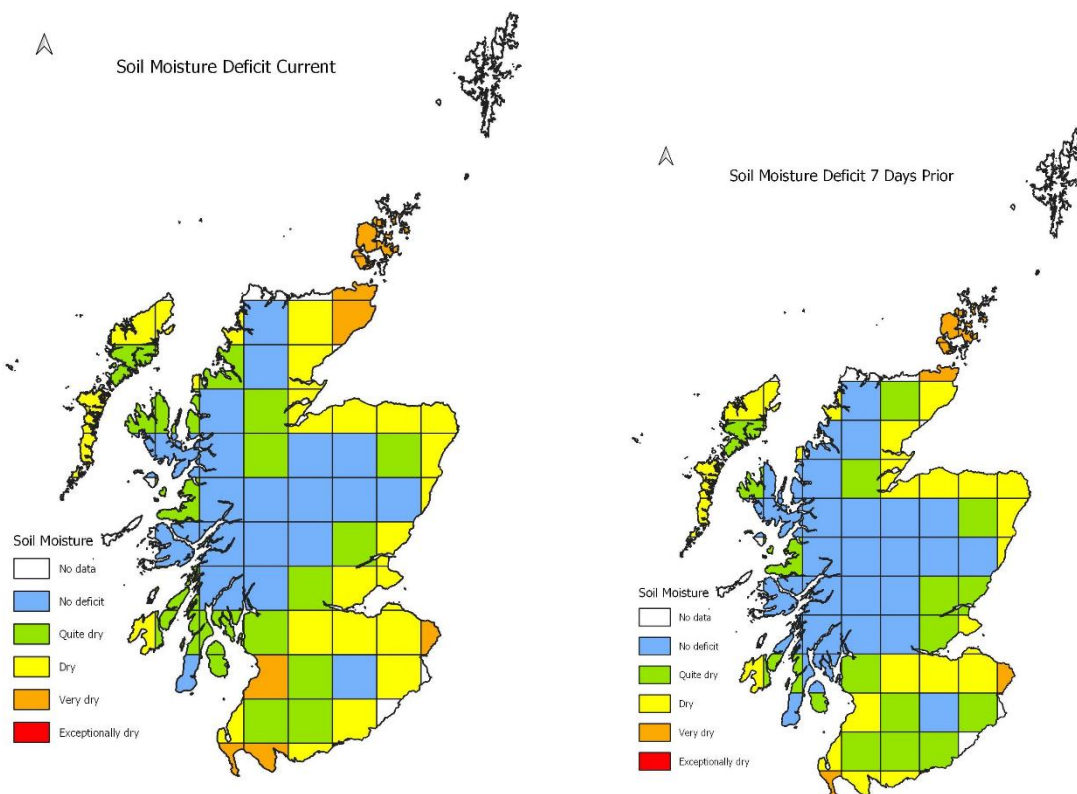 Soil Moisture Deficit Current
Soil Moisture
No data
No deficit
Quite dry
Dry
Very dry
Exceptionally dry
Soil Moisture Deficit 7 Days Prior
Soil Moisture
No data
No deficit
Quite dry
Dry
Very dry
Exceptionally dry